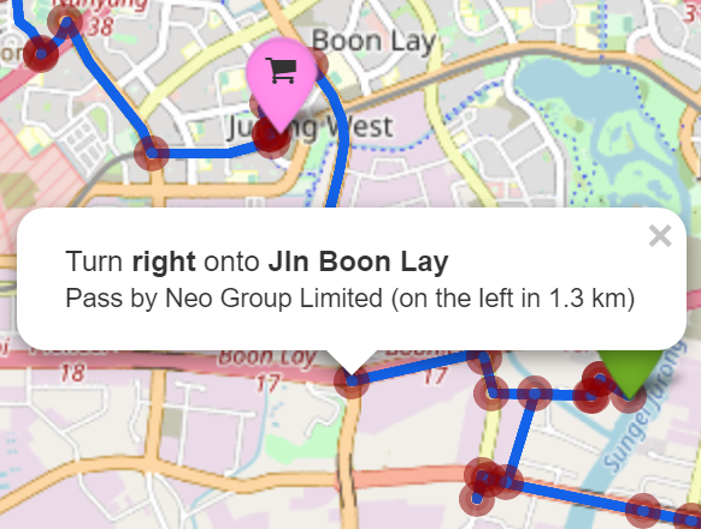 Nanyang
38
Boon Lay
Jurong West
Turn right onto Jln Boon Lay
×
Pass by Neo Group Limited (on the left in 1.3 km)
Boon Lay
18
17
17
Sungei Jurong